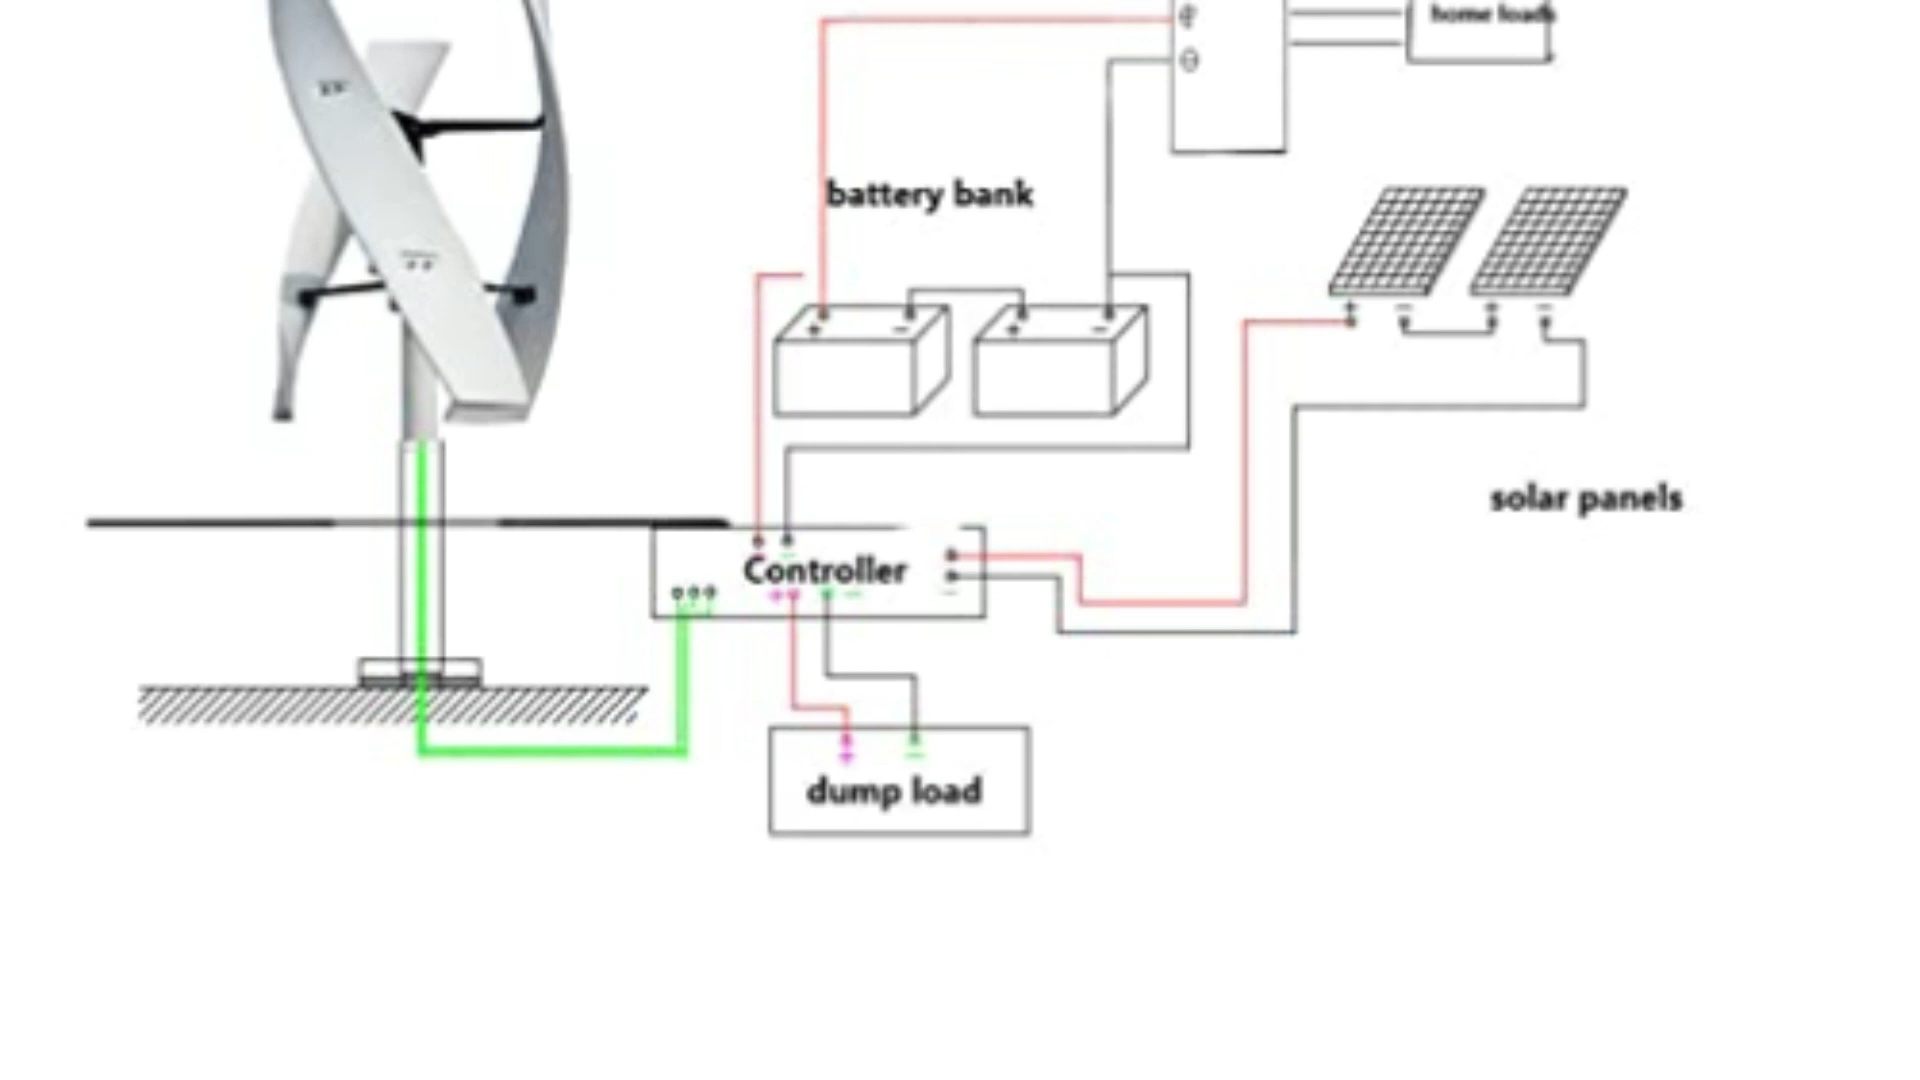 home loads
battery bank
solar panels
Controller
dump load